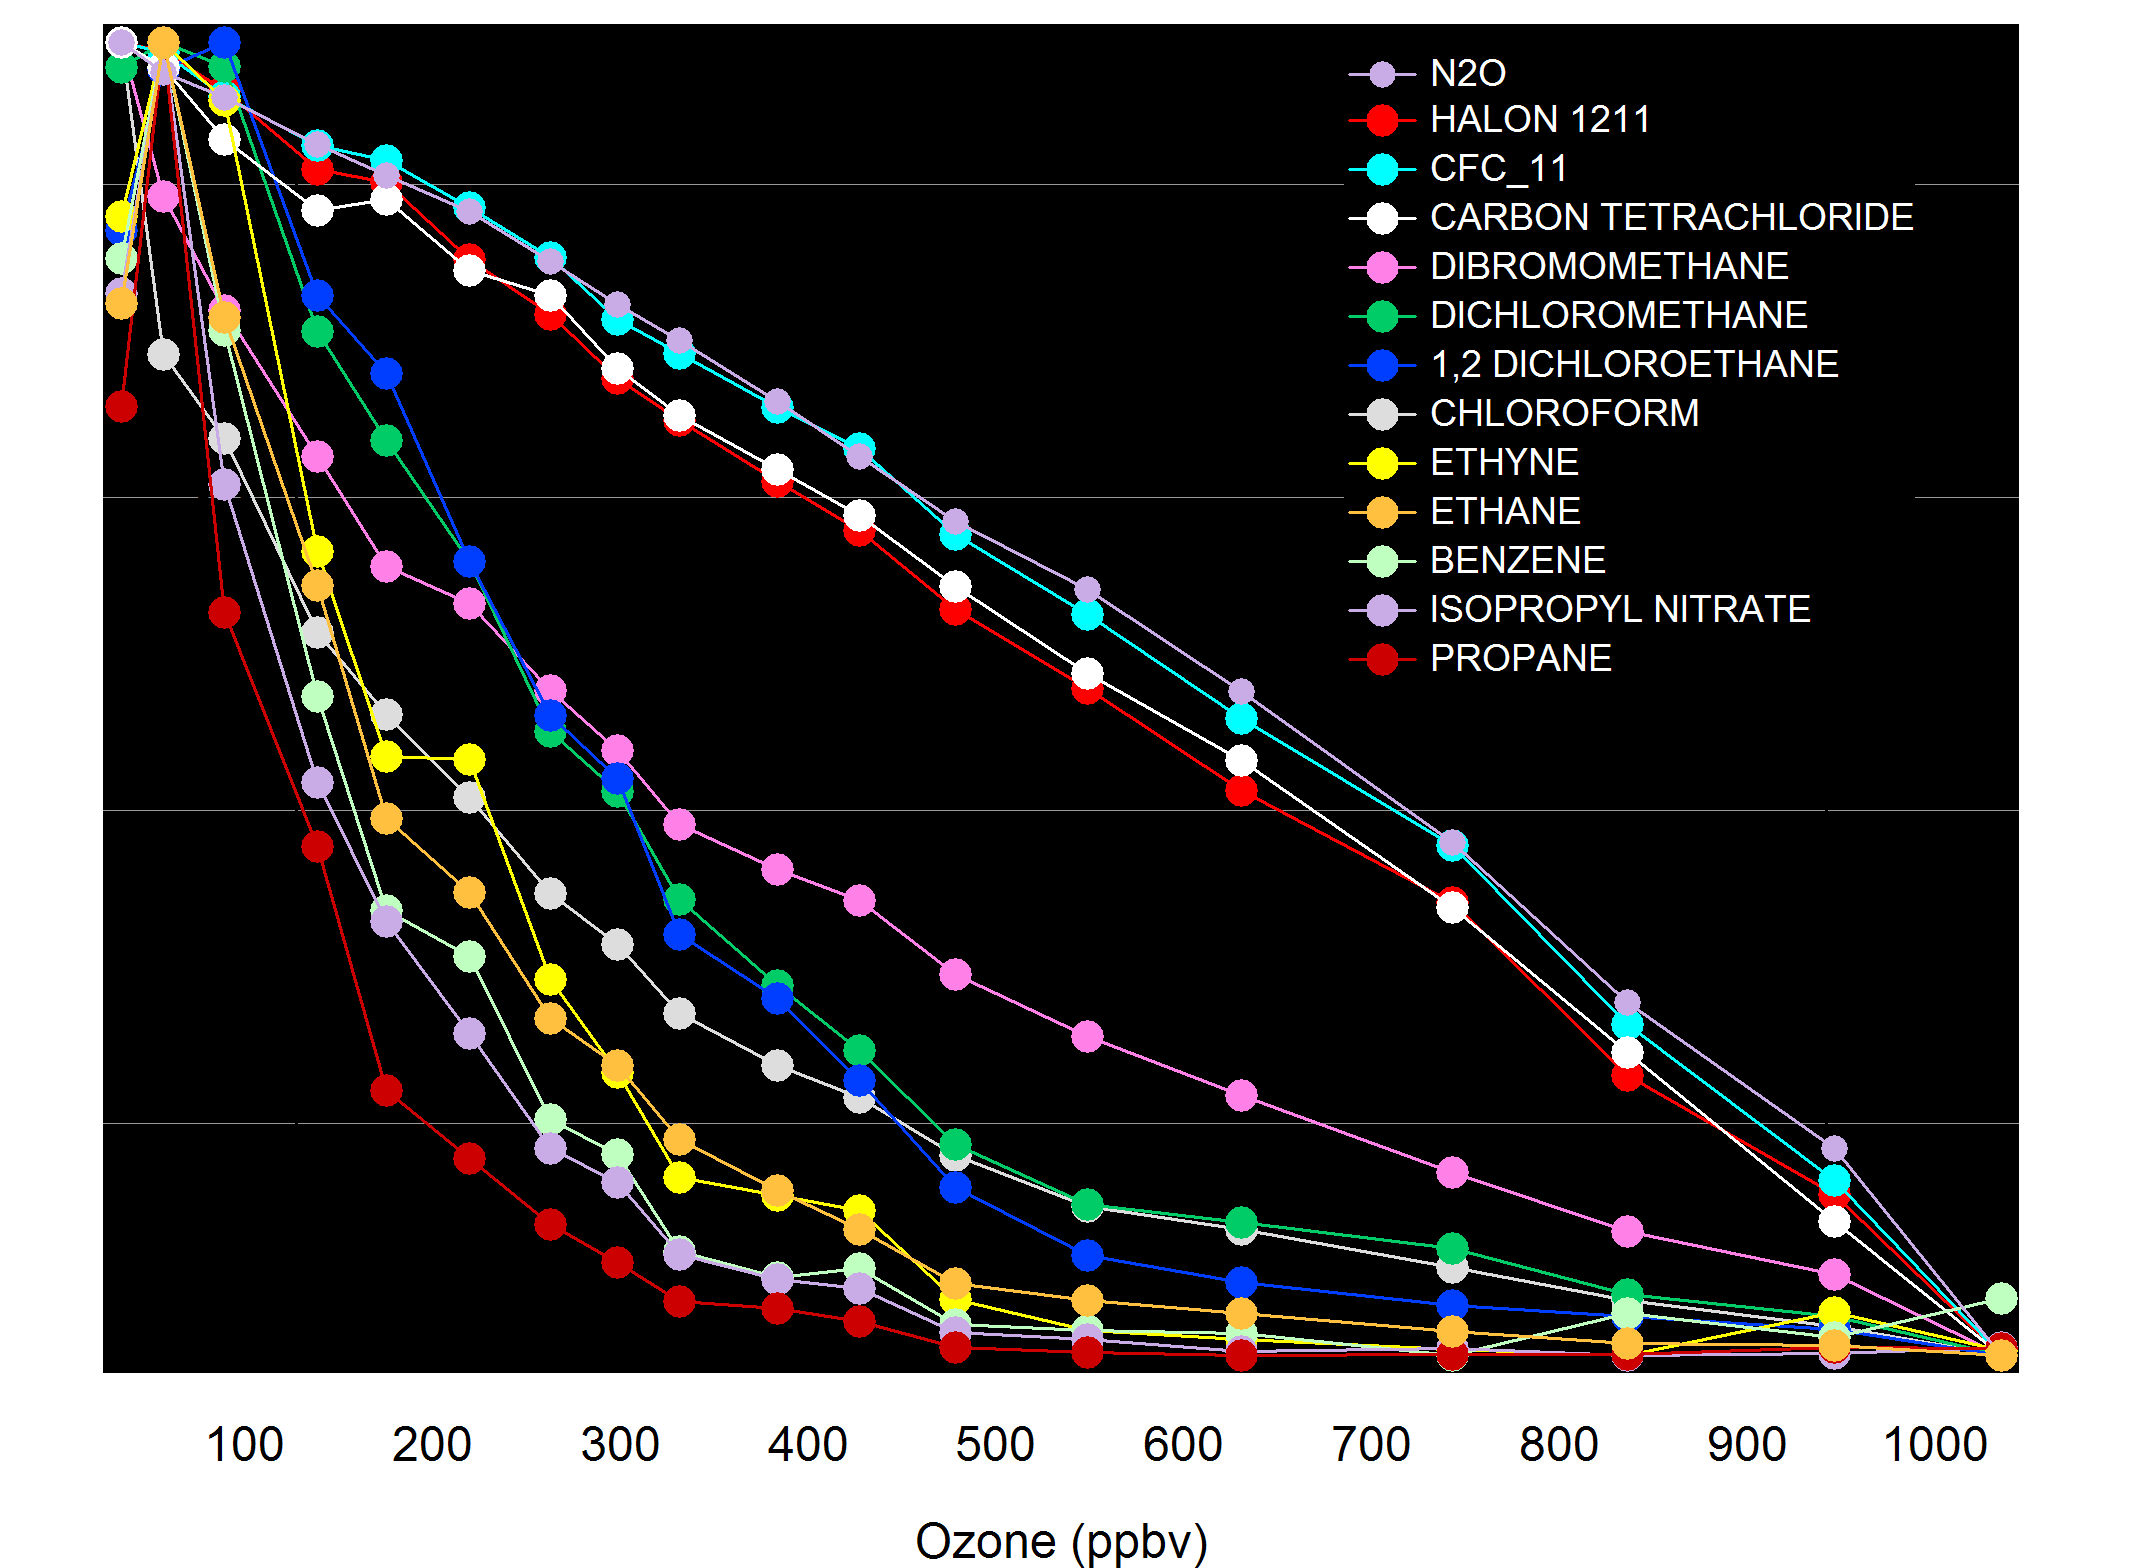 N2O
HALON 1211
CFC_11
CARBON TETRACHLORIDE
DIBROMOMETHANE
DICHLOROMETHANE
1,2 DICHLOROETHANE
CHLOROFORM
ETHYNE
ETHANE
BENZENE
ISOPROPYL NITRATE
PROPANE
100 200 300 400 500 600 700 800 900 1000
Ozone (ppbv)